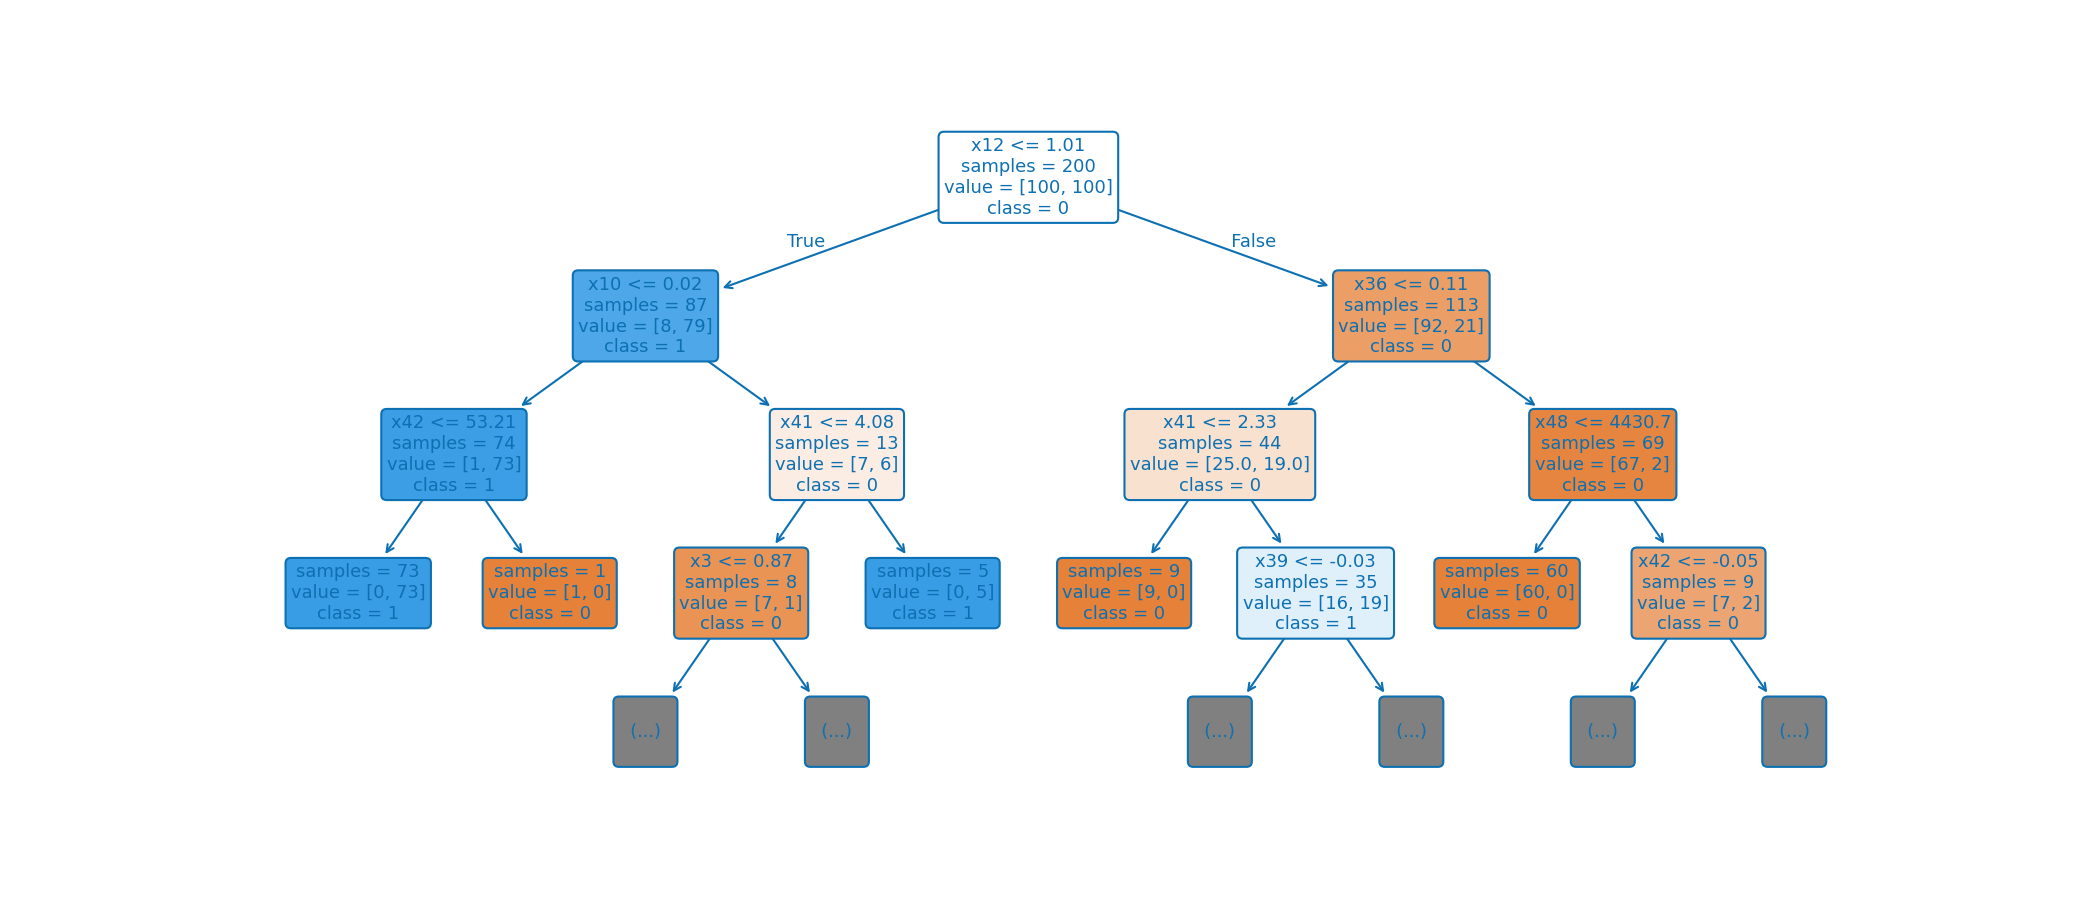 x12 <= 1.01
samples = 200
value = [100, 100]
class = 0
True
False
x10 <= 0.02
samples = 87
value = [8, 79]
class = 1
x36 <= 0.11
samples = 113
value = [92, 21]
class = 0
x42 <= 53.21
samples = 74
value = [1, 73]
class = 1
x41 <= 4.08
samples = 13
value = [7, 6]
class = 0
x41 <= 2.33
samples = 44
value = [25.0, 19.0]
class = 0
x48 <= 4430.7
samples = 69
value = [67, 2]
class = 0
samples = 73
value = [0, 73]
class = 1
samples = 1
value = [1, 0]
class = 0
x3 <= 0.87
samples = 8
value = [7, 1]
class = 0
samples = 5
value = [0, 5]
class = 1
samples = 9
value = [9, 0]
class = 0
x39 <= -0.03
samples = 35
value = [16, 19]
class = 1
samples = 60
value = [60, 0]
class = 0
x42 <= -0.05
samples = 9
value = [7, 2]
class = 0
(...)
(...)
(...)
(...)
(...)
(...)